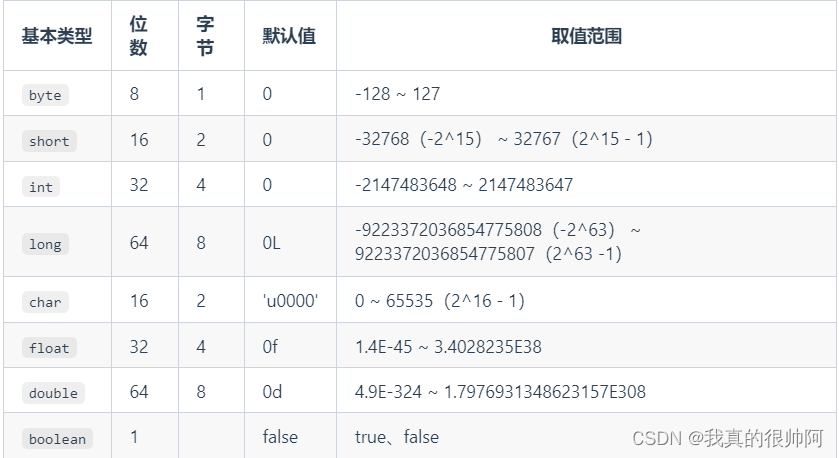 基本类型 位数 字节 默认值 取值范围
byte 8 1 0 -128 ~ 127
short 16 2 0 -32768（-2^15） ~ 32767（2^15 - 1）
int 32 4 0 -2147483648 ~ 2147483647
long 64 8 0L -9223372036854775808（-2^63） ~
9223372036854775807（2^63 -1）
char 16 2 'u0000' 0 ~ 65535（2^16 - 1）
float 32 4 0f 1.4E-45 ~ 3.4028235E38
double 64 8 0d 4.9E-324 ~ 1.7976931348623157E308
boolean 1 false true、false
CSDN @我真的很帅阿